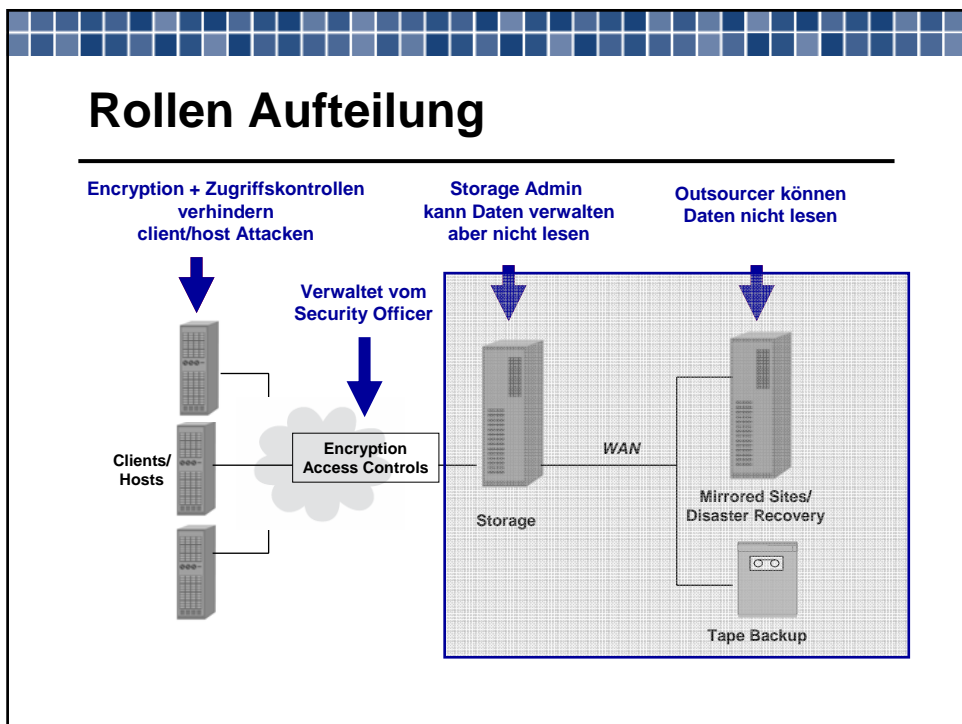 Rollen Aufteilung
Encryption + Zugriffskontrollen
verhindern
client/host Attacken
Storage Admin
kann Daten verwalten
aber nicht lesen
Outsourcer können
Daten nicht lesen
Verwaltet vom
Security Officer
Clients/
Hosts
Encryption
Access Controls
Storage
WAN
Mirrored Sites/
Disaster Recovery
Tape Backup